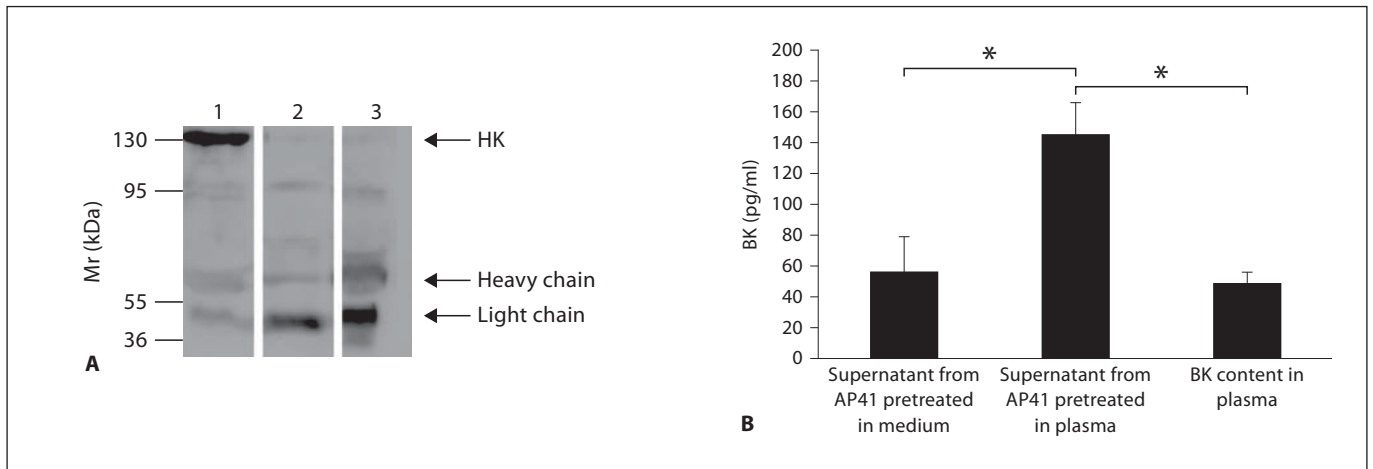 1 2 3
130
95
55
36
Mr (kDa)
HK
Heavy chain
Light chain
A
200
180
160
140
120
100
80
60
40
20
0
BK (pg/ml)
*
*
Supernatant from
AP41 pretreated
in medium
Supernatant from
AP41 pretreated
in plasma
BK content in
plasma
B